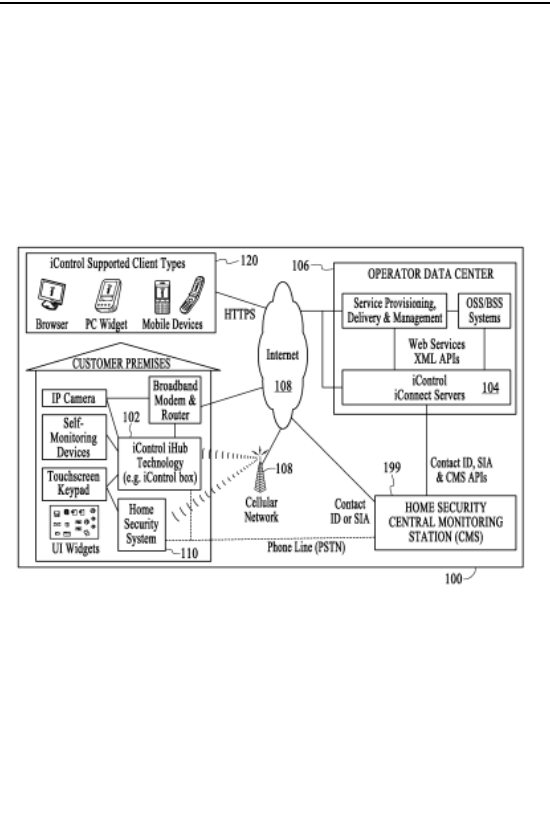 iControl Supported Client Types
120
Browser
PC Widget
Mobile Devices
HTTPS
Internet
108
106
OPERATOR DATA CENTER
Service Provisioning,
Delivery & Management
OSS/BSS
Systems
Web Services
XML APIs
iControl
iConnect Servers
104
CUSTOMER PREMISES
Broadband
Modem &
Router
IP Camera
102
Self-
Monitoring
Devices
iControl iHub
Technology
(e.g. iControl box)
Touchscreen
Keypad
Home
Security
System
UI Widgets
110
108
Cellular
Network
Contact
ID or SIA
Phone Line (PSTN)
199
Contact ID, SIA
& CMS APIs
HOME SECURITY
CENTRAL MONITORING
STATION (CMS)
100